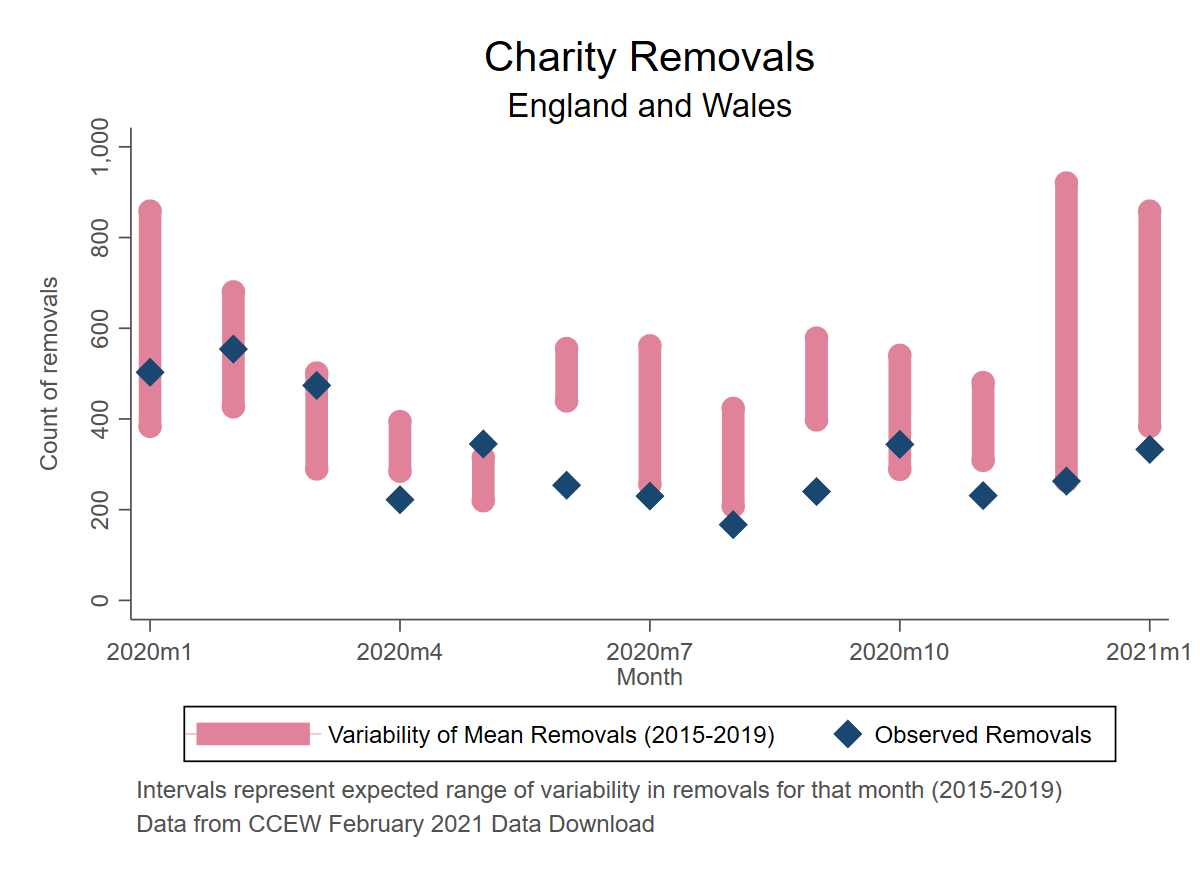 Charity Removals
England and Wales
Count of removals
1,000
800
600
400
200
0
2020m1 2020m4 2020m7 2020m10 2021m1
Month
Variability of Mean Removals (2015-2019) Observed Removals
Intervals represent expected range of variability in removals for that month (2015-2019)
Data from CCEW February 2021 Data Download